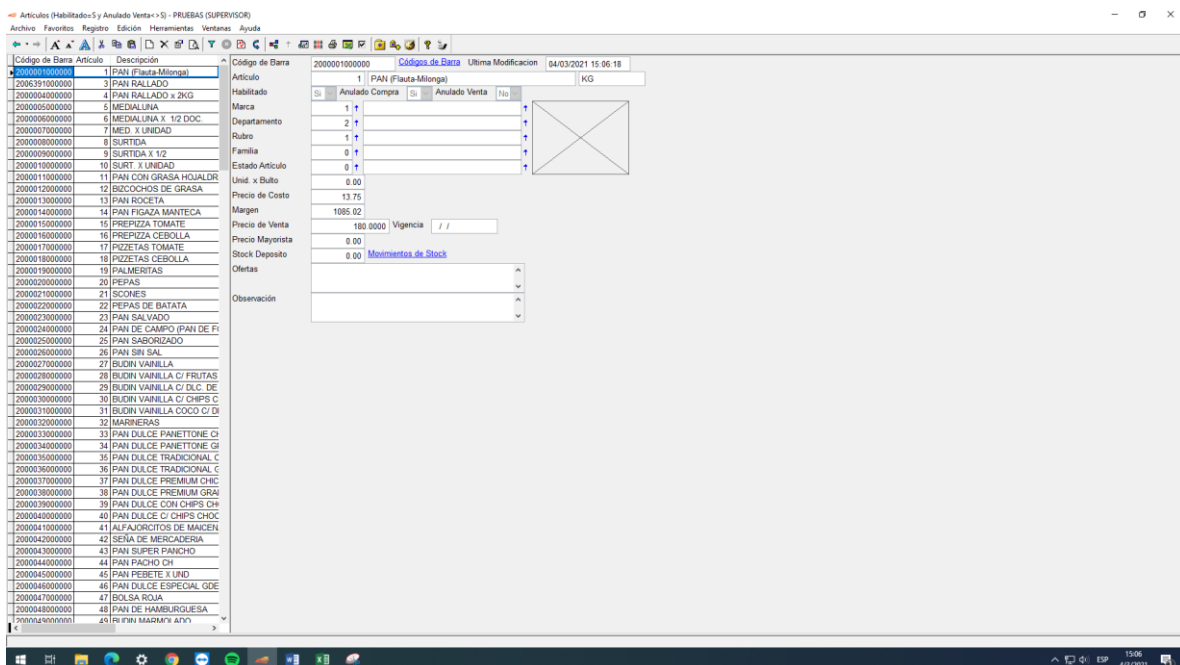 Artículos (Habilitado=S y Anulado Venta<>S) - PRUEBAS (SUPERVISOR)
Archivo Favoritos Registro Edición Herramientas Ventanas Ayuda
Código de Barra Artículo Descripción
2000001000000 1 PAN (Flauta-Milonga)
2006391000000 3 PAN RALLADO
2000004000000 4 PAN RALLADO x 2KG
2000005000000 5 MEDIALUNA
2000006000000 6 MEDIALUNA X 1/2 DOC.
2000007000000 7 MED. X UNIDAD
2000008000000 8 SURTIDA
2000009000000 9 SURTIDA X 1/2
2000010000000 10 SURT. X UNIDAD
2000011000000 11 PAN CON GRASA HOJALDR
2000012000000 12 BIZCOCHOS DE GRASA
2000013000000 13 PAN ROCETA
2000014000000 14 PAN FIGAZA MANTECA
2000015000000 15 PREPIZZA TOMATE
2000016000000 16 PREPIZZA CEBOLLA
2000017000000 17 PIZZETAS TOMATE
2000018000000 18 PIZZETAS CEBOLLA
2000019000000 19 PALMERITAS
2000020000000 20 PEPAS
2000021000000 21 SCONES
2000022000000 22 PEPAS DE BATATA
2000023000000 23 PAN SALVADO
2000024000000 24 PAN DE CAMPO (PAN DE F
2000025000000 25 PAN SABORIZADO
2000026000000 26 PAN SIN SAL
2000027000000 27 BUDIN VAINILLA
2000028000000 28 BUDIN VAINILLA C/ FRUTAS
2000029000000 29 BUDIN VAINILLA C/ DLC. DE
2000030000000 30 BUDIN VAINILLA C/ CHIPS C
2000031000000 31 BUDIN VAINILLA COCO C/ D
2000032000000 32 MARINERAS
2000033000000 33 PAN DULCE PANETTONE CH
2000034000000 34 PAN DULCE PANETTONE G
2000035000000 35 PAN DULCE TRADICIONAL C
2000036000000 36 PAN DULCE TRADICIONAL G
2000037000000 37 PAN DULCE PREMIUM CHIC
2000038000000 38 PAN DULCE PREMIUM GRA
2000039000000 39 PAN DULCE CON CHIPS CH
2000040000000 40 PAN DULCE C/ CHIPS CHOC
2000041000000 41 ALFAJORCITOS DE MAICEN
2000042000000 42 SEÑA DE MERCADERIA
2000043000000 43 PAN SUPER PANCHO
2000044000000 44 PAN PACHO CH
2000045000000 45 PAN PEBETE X UND
2000046000000 46 PAN DULCE ESPECIAL GDE
2000047000000 47 BOLSA ROJA
2000048000000 48 PAN DE HAMBURGUESA
2000049000000 49 BUDIN MARMOLADO
Código de Barra 2000001000000 Códigos de Barra Ultima Modificacion 04/03/2021 15:06:18
Artículo 1 PAN (Flauta-Milonga) KG
Habilitado Si Anulado Compra Si Anulado Venta No
Marca 1
Departamento 2
Rubro 1
Familia 0
Estado Artículo 0
Unid. x Bulto 0.00
Precio de Costo 13.75
Margen 1085.02
Precio de Venta 180.0000 Vigencia / /
Precio Mayorista 0.00
Stock Deposito 0.00 Movimientos de Stock
Ofertas
Observación
ESP 15:06
4/3/2021